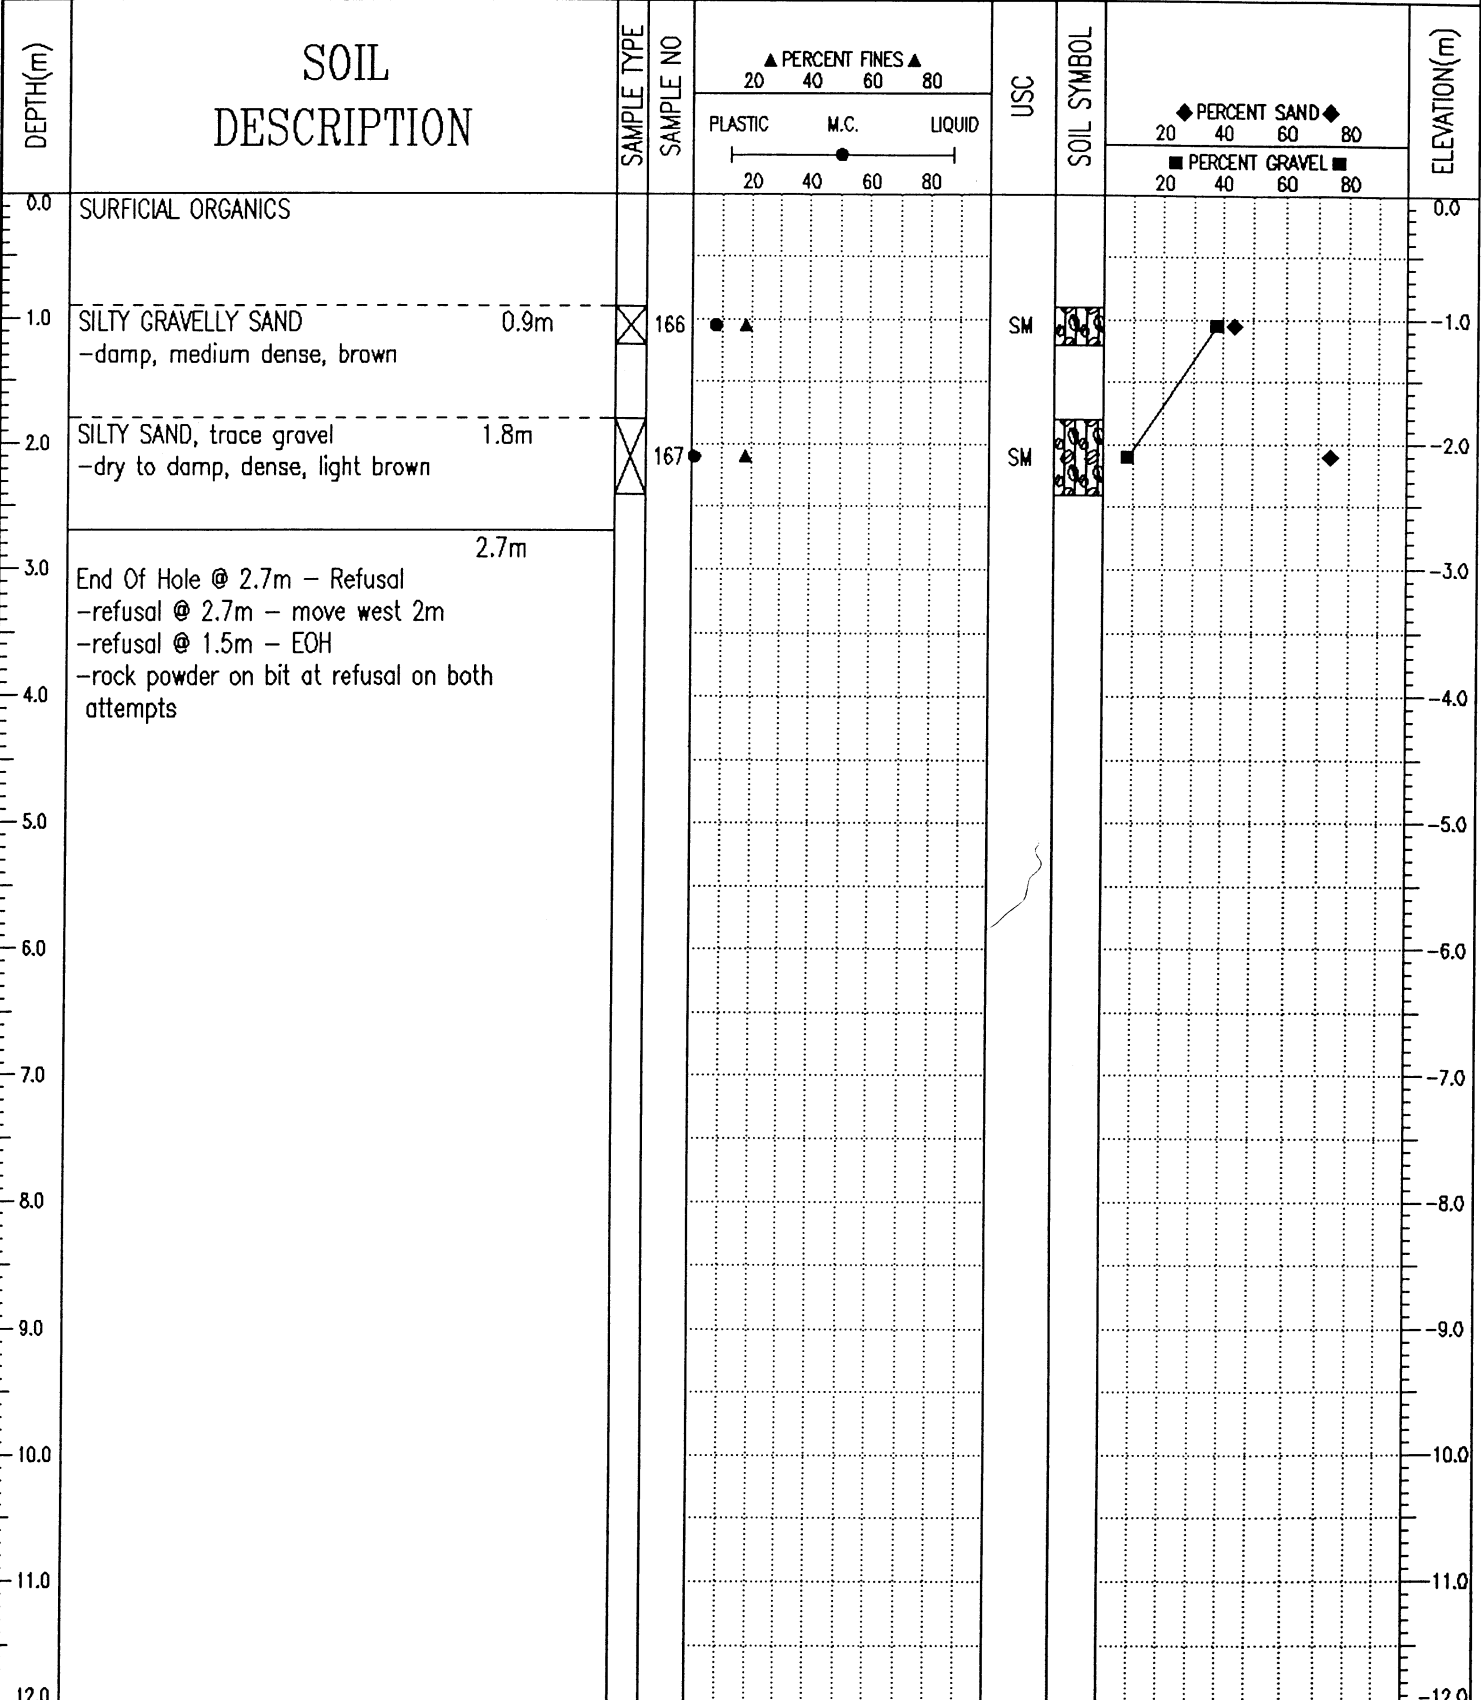 DEPTH(m)
SOIL
DESCRIPTION
SAMPLE TYPE
SAMPLE NO
▲ PERCENT FINES ▲
20 40 60 80
PLASTIC M.C. LIQUID
20 40 60 80
USC
SOIL SYMBOL
◆ PERCENT SAND ◆
20 40 60 80
■ PERCENT GRAVEL ■
20 40 60 80
ELEVATION(m)
0.0
SURFICIAL ORGANICS
0.0
1.0
SILTY GRAVELLY SAND 0.9m
166
SM
-1.0
-damp, medium dense, brown
2.0
SILTY SAND, trace gravel 1.8m
-dry to damp, dense, light brown
167
SM
-2.0
2.7m
3.0
End Of Hole @ 2.7m - Refusal
-3.0
-refusal @ 2.7m - move west 2m
-refusal @ 1.5m - EOH
-rock powder on bit at refusal on both
attempts
4.0
-4.0
5.0
-5.0
6.0
-6.0
7.0
-7.0
8.0
-8.0
9.0
-9.0
10.0
-10.0
11.0
-11.0
12.0
-12.0